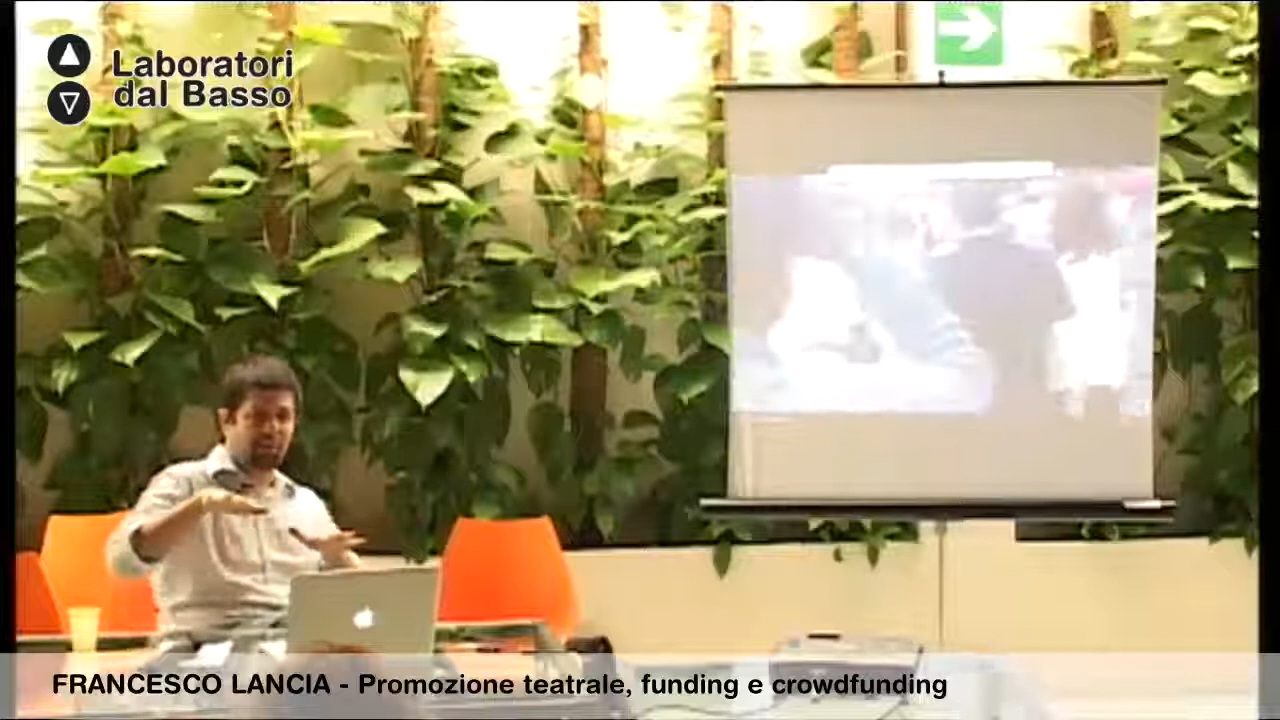 Laboratori
dal Basso
FRANCESCO LANCIA - Promozione teatrale, funding e crowdfunding